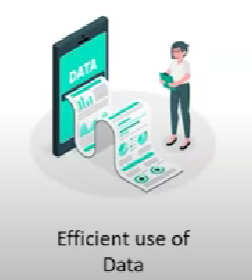 DATA
Efficient use of
Data